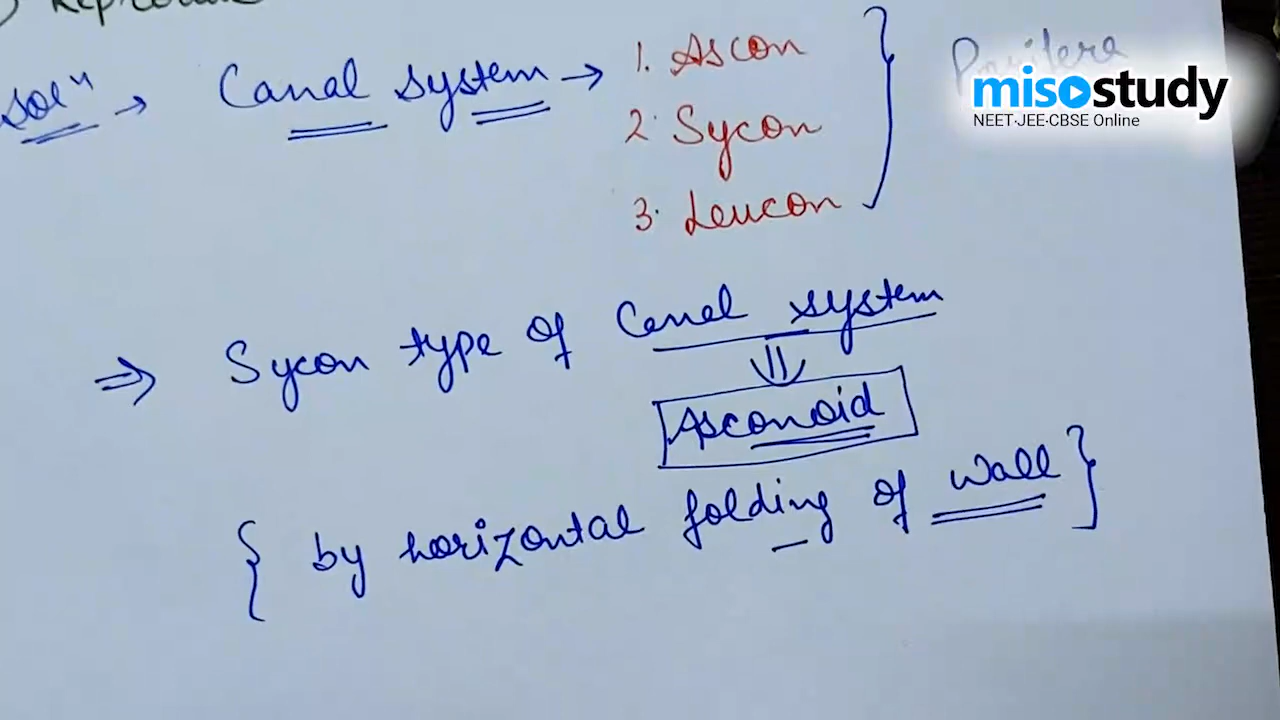 Solⁿ → Canal system → 1. Ascon
2. Sycon
3. Leucon
misostudy
NEET-JEE-CBSE Online
⇒ Sycon type of Canal system
Asconoid
{ by horizontal folding of wall }